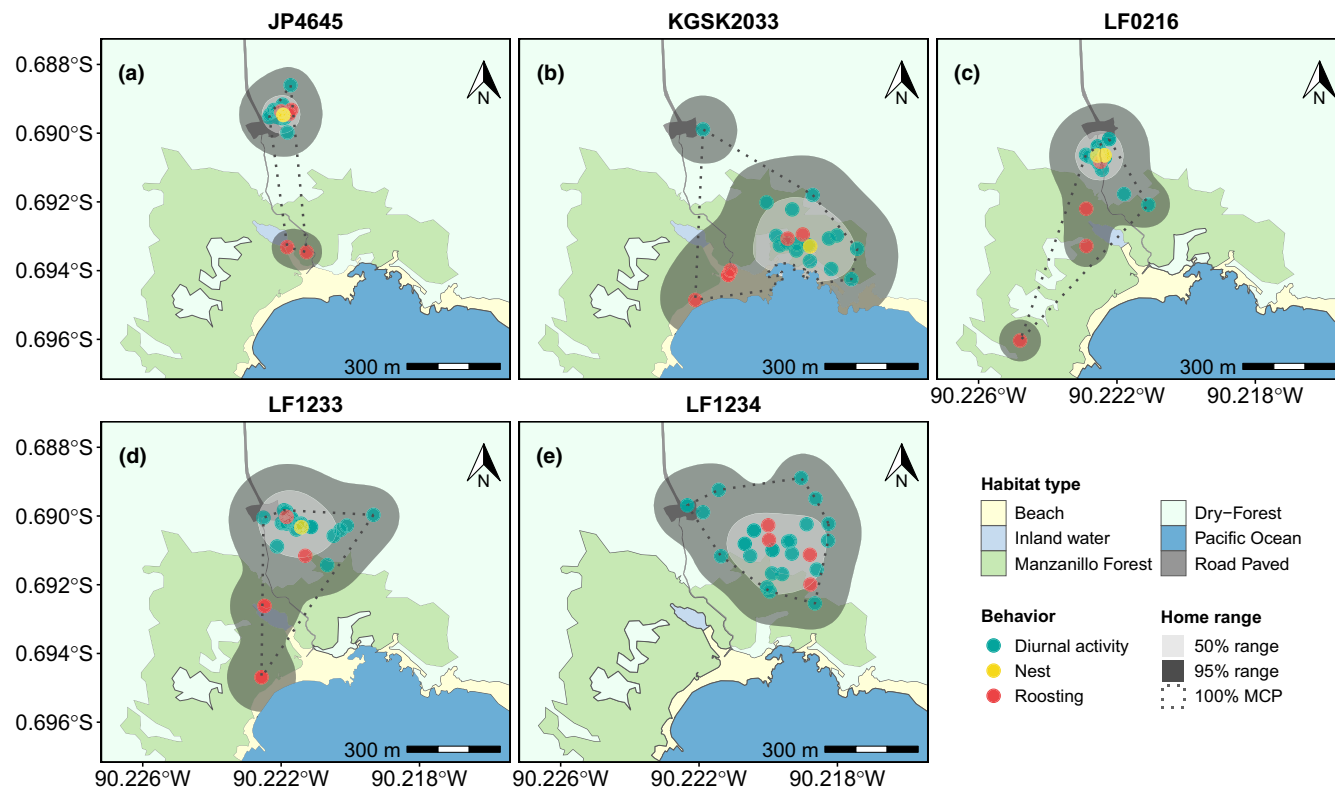 JP4645 KGSK2033 LF0216
(a) (b) (c)
N N N
0.688°S
0.690°S
0.692°S
0.694°S
0.696°S
300 m 300 m 300 m
90.226°W 90.222°W 90.218°W
LF1233 LF1234
(d) (e)
N N
0.688°S
0.690°S
0.692°S
0.694°S
0.696°S
300 m 300 m
90.226°W 90.222°W 90.218°W 90.226°W 90.222°W 90.218°W
Habitat type
Beach Dry−Forest
Inland water Pacific Ocean
Manzanillo Forest Road Paved
Behavior Home range
Diurnal activity 50% range
Nest 95% range
Roosting 100% MCP